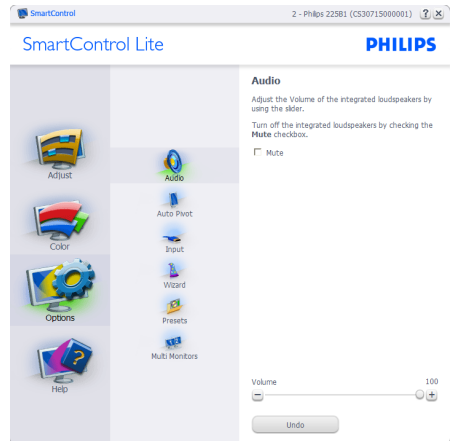 SmartControl
2 - Philips 225B1 (CS30715000001)
SmartControl Lite
PHILIPS
Adjust
Color
Options
Help
Audio
Auto Pivot
Input
Wizard
Presets
Multi Monitors
Audio
Adjust the Volume of the integrated loudspeakers by
using the slider.
Turn off the integrated loudspeakers by checking the
Mute checkbox.
Mute
Volume
100
Undo